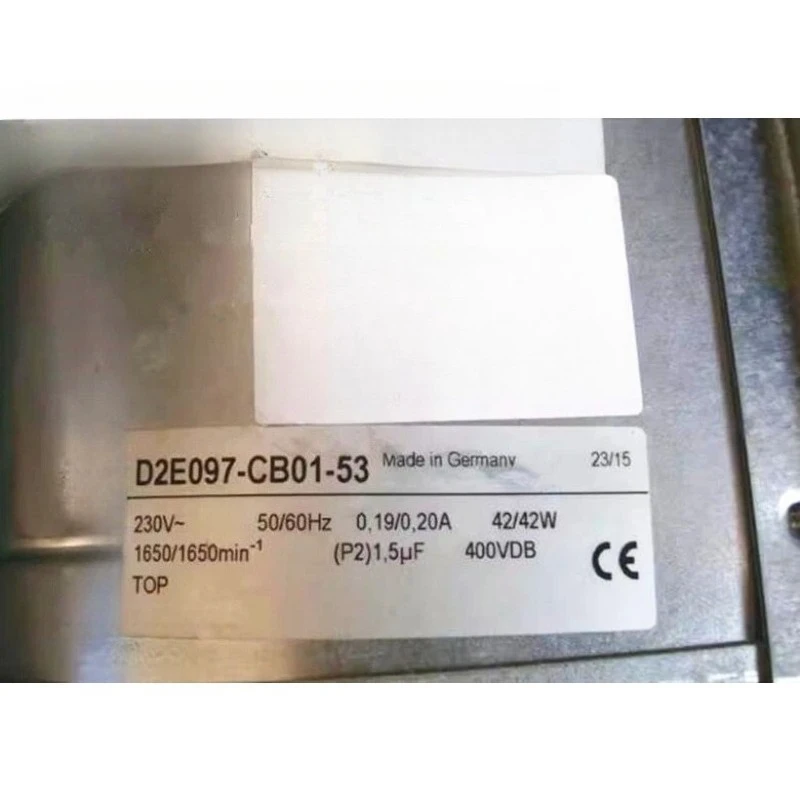 D2E097-CB01-53 Made in Germany 23/15
230V~ 50/60Hz 0,19/0,20A 42/42W
1650/1650min⁻¹ (P2)1,5µF 400VDB
TOP CE